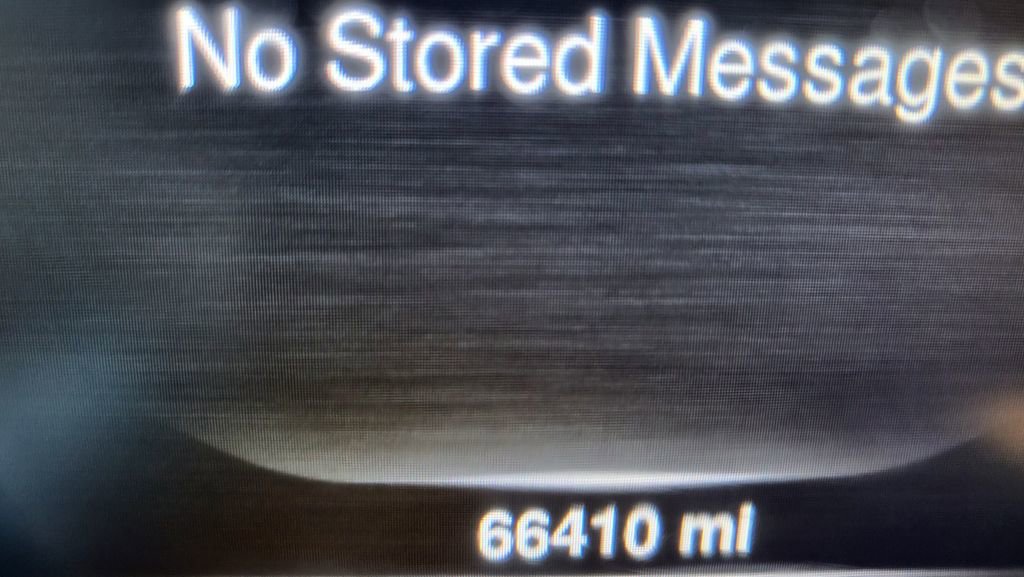 No Stored Messages
66410 mi